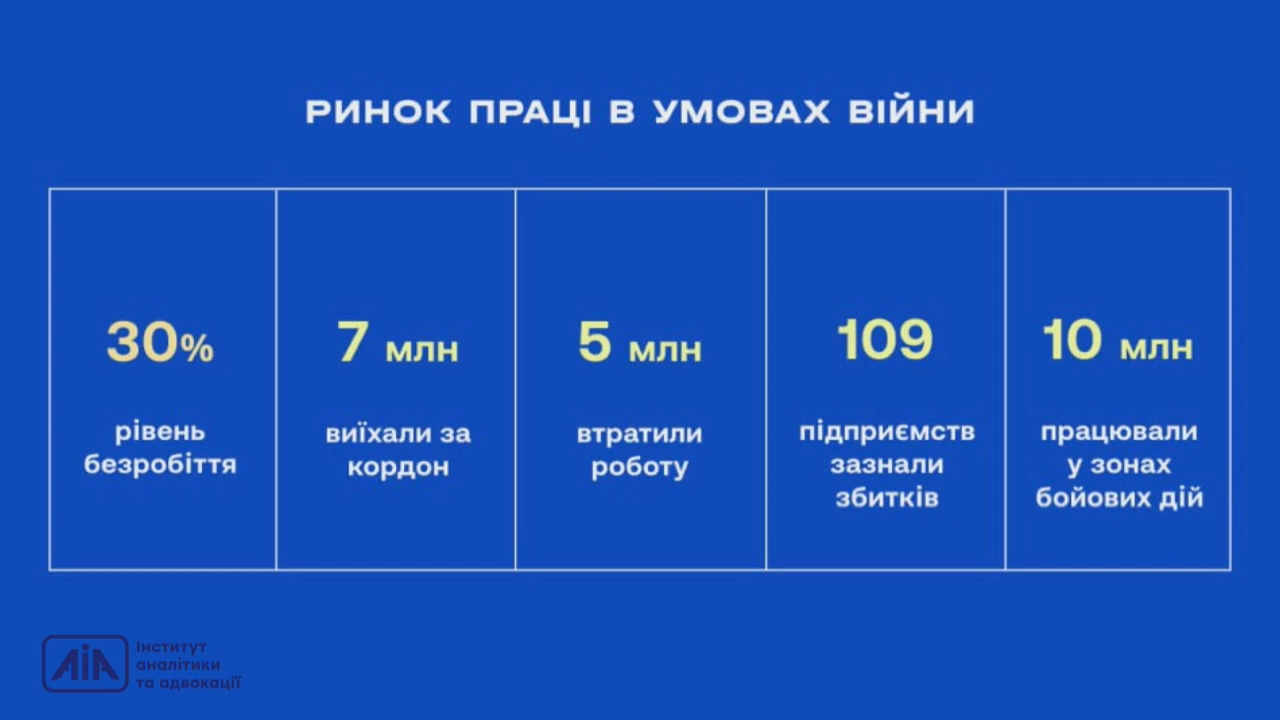 РИНОК ПРАЦІ В УМОВАХ ВІЙНИ
30%
рівень
безробіття
7 млн
виїхали за
кордон
5 млн
втратили
роботу
109
підприємств
зазнали
збитків
10 млн
працювали
у зонах
бойових дій
АіА
Інститут
аналітики
та адвокації